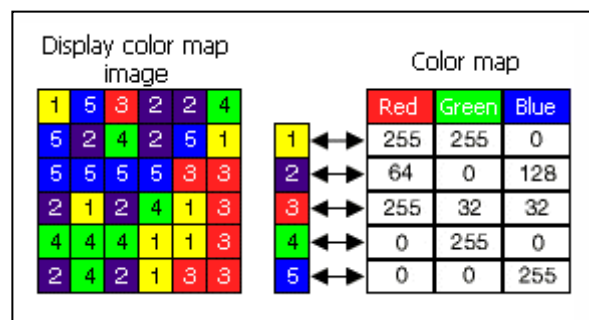 Display color map
image
1 5 3 2 2 4
5 2 4 2 5 1
5 5 5 5 3 3
2 1 2 4 1 3
4 4 4 1 1 3
2 4 2 1 3 3
Color map
Red Green Blue
1 255 255 0
2 64 0 128
3 255 32 32
4 0 255 0
5 0 0 255